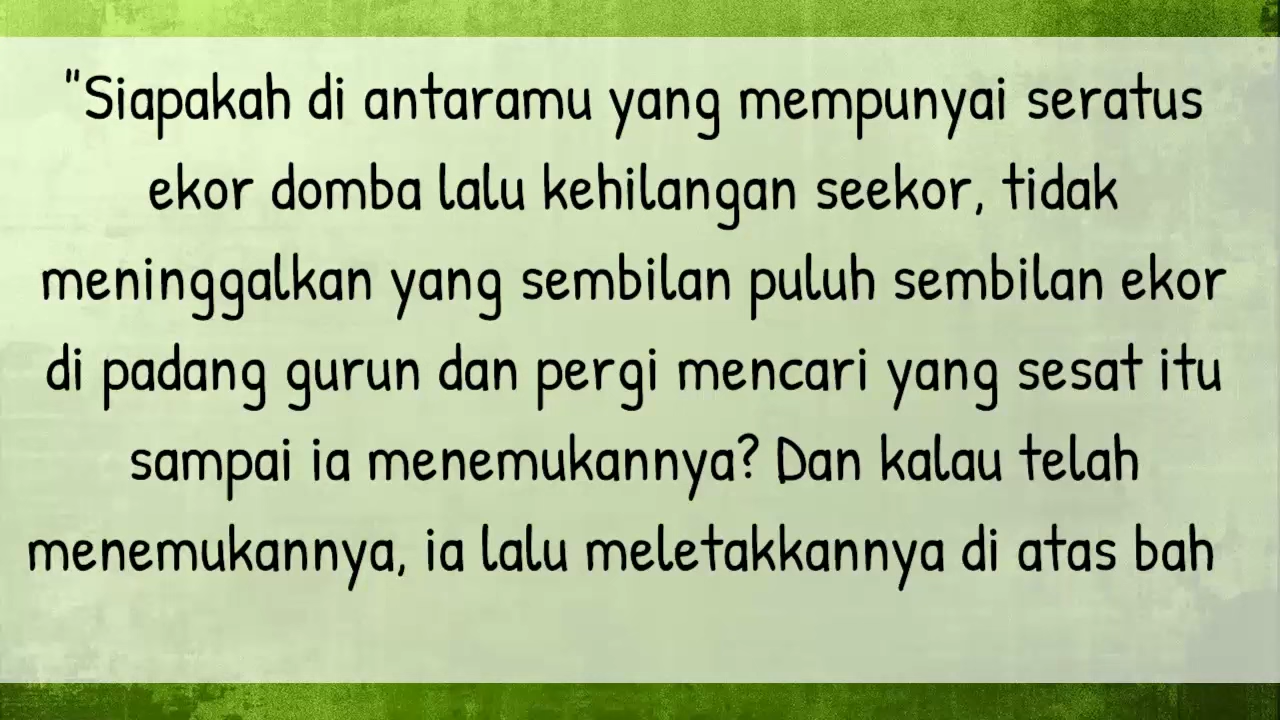 "Siapakah di antaramu yang mempunyai seratus
ekor domba lalu kehilangan seekor, tidak
meninggalkan yang sembilan puluh sembilan ekor
di padang gurun dan pergi mencari yang sesat itu
sampai ia menemukannya? Dan kalau telah
menemukannya, ia lalu meletakkannya di atas bah